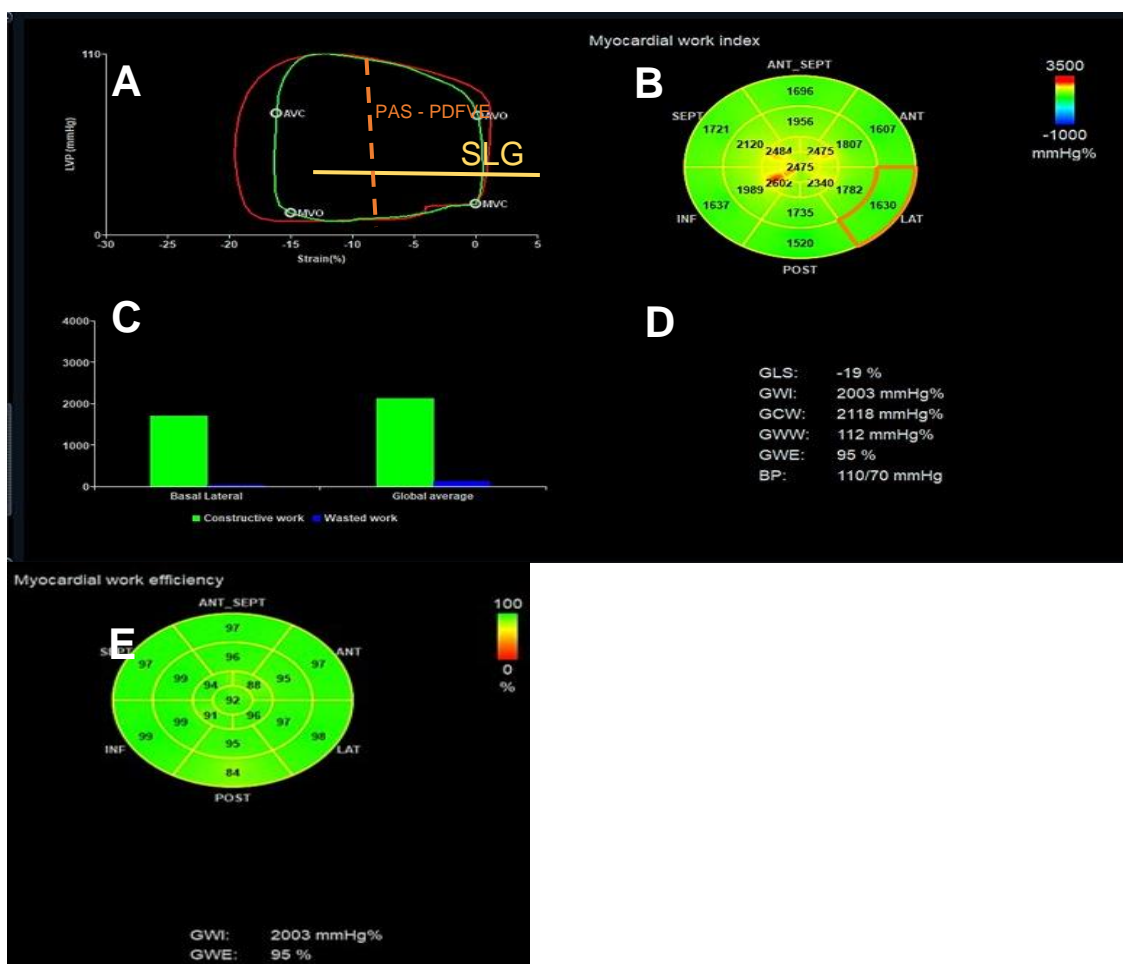 A
110
LVP (mmHg)
0
-30 -25 -20 -15 -10 -5 0 5
Strain(%)
AVC
AVO
MVO
MVC
PAS - PDFVE
SLG
Myocardial work index
B
ANT_SEPT
SEPT
ANT
INF
LAT
POST
1696
1721
1956
1607
2120
2484
2475
1807
2475
1989
2602
2340
1782
1637
1735
1630
1520
3500
-1000
mmHg%
C
4000
3000
2000
1000
0
Basal Lateral
Global average
Constructive work
Wasted work
D
GLS: -19 %
GWI: 2003 mmHg%
GCW: 2118 mmHg%
GWW: 112 mmHg%
GWE: 95 %
BP: 110/70 mmHg
Myocardial work efficiency
E
ANT_SEPT
ANT
INF
LAT
POST
97
97
96
97
99
94
88
95
92
99
91
96
97
99
95
98
84
100
0
%
GWI: 2003 mmHg%
GWE: 95 %